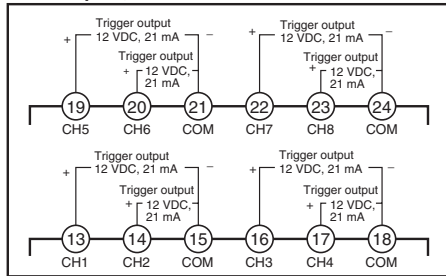 Trigger output Trigger output
+ 12 VDC, 21 mA – + 12 VDC, 21 mA –
Trigger output Trigger output
+ 12 VDC, 21 mA + 12 VDC, 21 mA
19 20 21 22 23 24
CH5 CH6 COM CH7 CH8 COM
Trigger output Trigger output
+ 12 VDC, 21 mA – + 12 VDC, 21 mA –
Trigger output Trigger output
+ 12 VDC, 21 mA + 12 VDC, 21 mA
13 14 15 16 17 18
CH1 CH2 COM CH3 CH4 COM